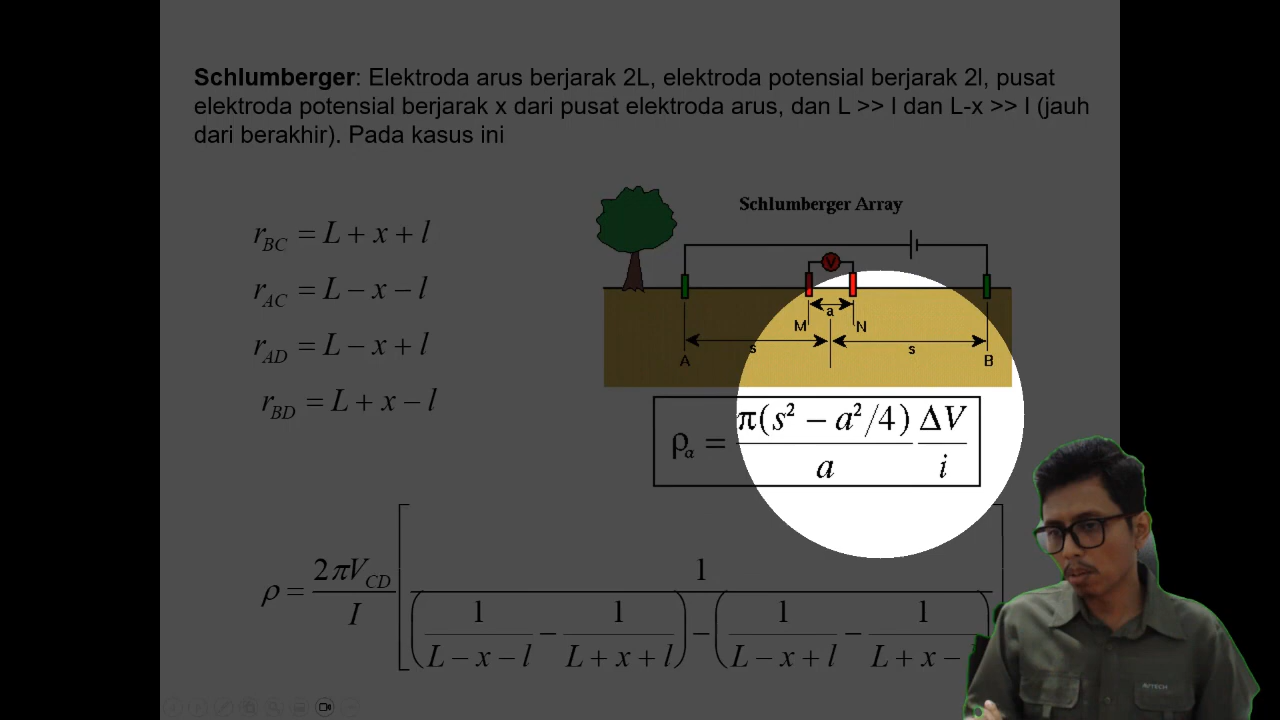 Schlumberger: Elektroda arus berjarak 2L, elektroda potensial berjarak 2l, pusat
elektroda potensial berjarak x dari pusat elektroda arus, dan L >> l dan L-x >> l (jauh
dari berakhir). Pada kasus ini
Schlumberger Array
r_BC = L + x + l
r_AC = L − x − l
r_AD = L − x + l
r_BD = L + x − l
V
a
M N
s s
A B
ρ_a = π(s² − a²/4) / a ΔV / i
ρ = 2πV_CD / I [ 1 / ( ( 1 / L − x − l − 1 / L + x + l ) − ( 1 / L − x + l − 1 / L + x −
AFTECH